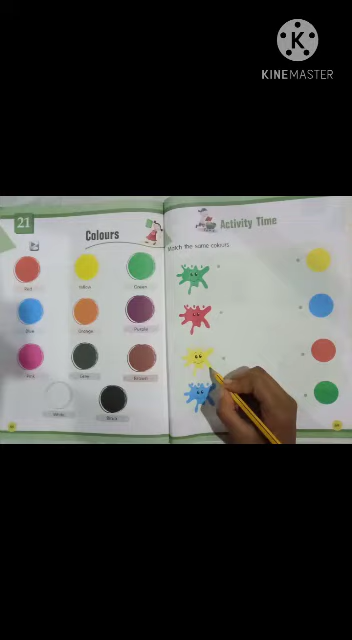 K
KINEMASTER
21
Colours
Red
Yellow
Green
Blue
Orange
Purple
Pink
Grey
Brown
White
Black
Activity Time
Match the same colours.